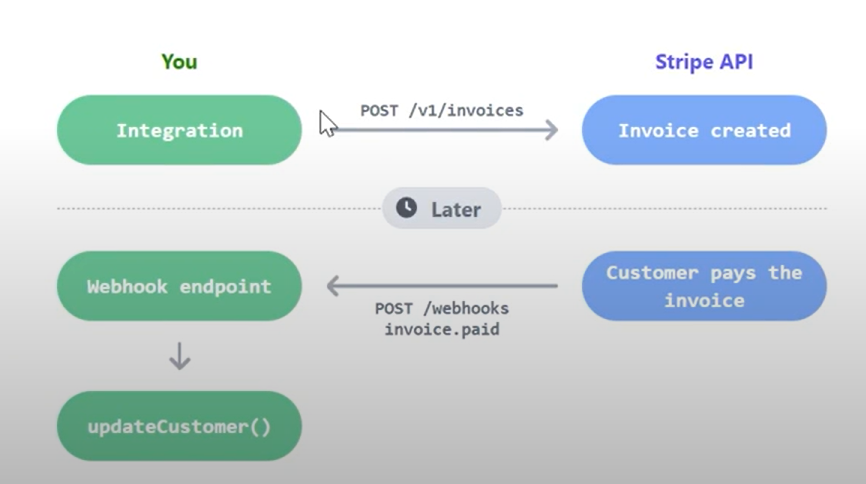 You
Stripe API
Integration
POST /v1/invoices
Invoice created
Later
Webhook endpoint
POST /webhooks
invoice.paid
Customer pays the
invoice
updateCustomer()